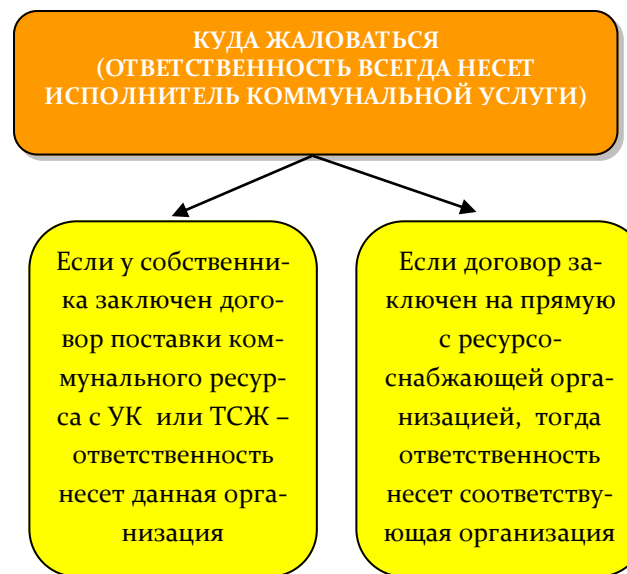 КУДА ЖАЛОВАТЬСЯ
(ОТВЕТСТВЕННОСТЬ ВСЕГДА НЕСЕТ
ИСПОЛНИТЕЛЬ КОММУНАЛЬНОЙ УСЛУГИ)
Если у собственни-
ка заключен дого-
вор поставки ком-
мунального ресур-
са с УК или ТСЖ –
ответственность
несет данная орга-
низация
Если договор за-
ключен на прямую
с ресурсо-
снабжающей орга-
низацией, тогда
ответственность
несет соответству-
ющая организация